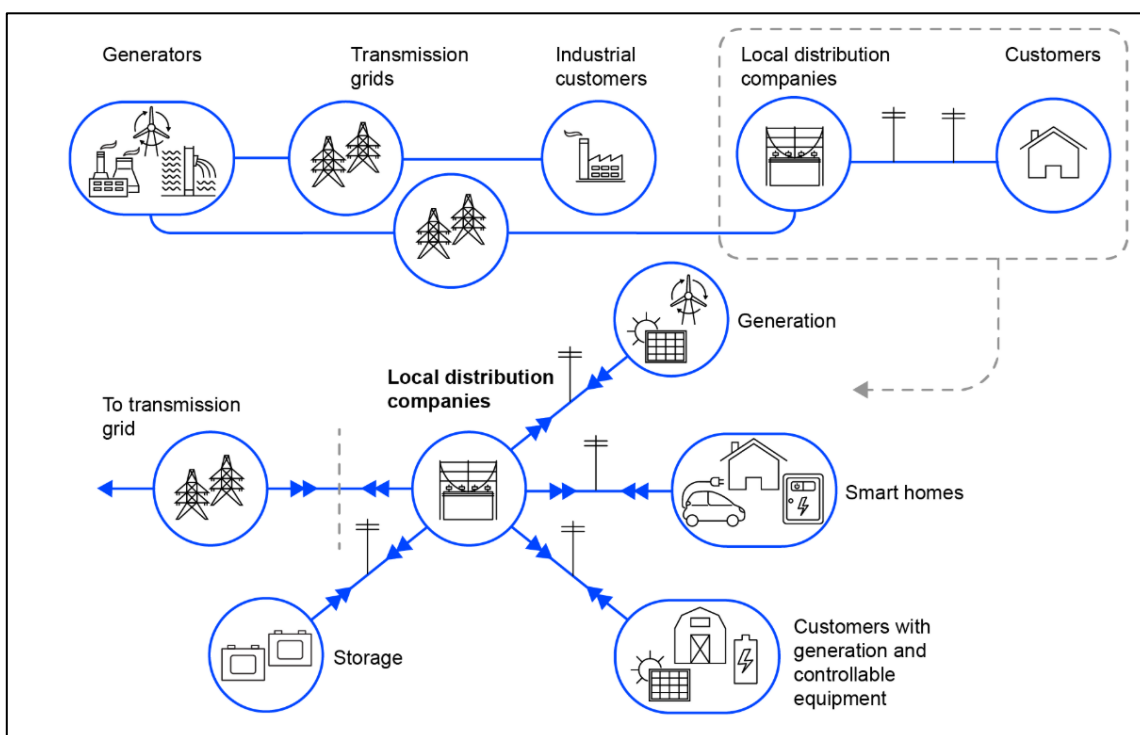 Generators
Transmission
grids
Industrial
customers
Local distribution
companies
Customers
Generation
Local distribution
companies
To transmission
grid
Smart homes
Storage
Customers with
generation and
controllable
equipment